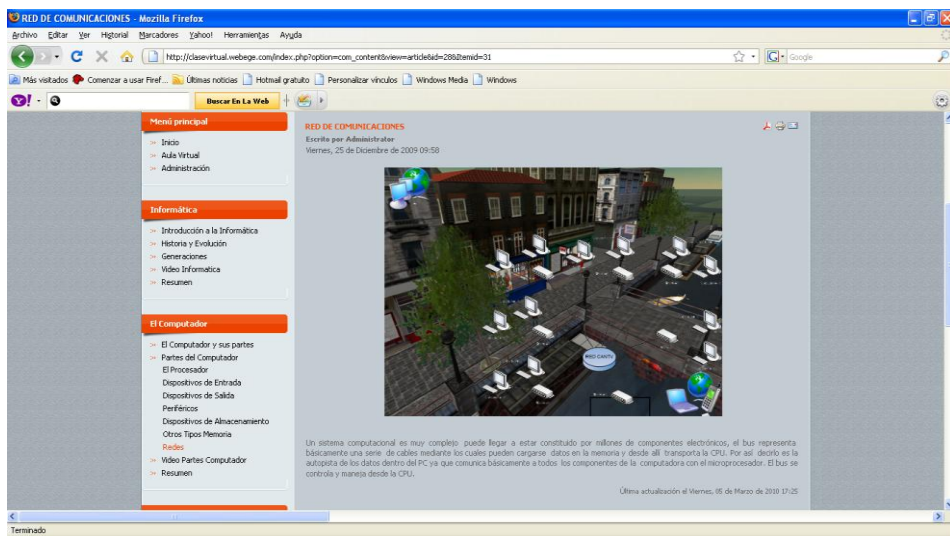 RED DE COMUNICACIONES - Mozilla Firefox
Archivo Editar Ver Historial Marcadores Yahoo! Herramientas Ayuda
http://clasevirtual.webege.com/index.php?option=com_content&view=article&id=28&Itemid=31
Google
Más visitados Comenzar a usar Firef... Últimas noticias Hotmail gratuito Personalizar vínculos Windows Media Windows
Buscar En La Web
Menú principal
Inicio
Aula Virtual
Administración
Informática
Introducción a la Informática
Historia y Evolución
Generaciones
Video Informatica
Resumen
El Computador
El Computador y sus partes
Partes del Computador
El Procesador
Dispositivos de Entrada
Dispositivos de Salida
Periféricos
Dispositivos de Almacenamiento
Otros Tipos Memoria
Redes
Video Partes Computador
Resumen
RED DE COMUNICACIONES
Escrito por Administrator
Viernes, 25 de Diciembre de 2009 09:58
RED CANTV
Un sistema computacional es muy complejo puede llegar a estar constituido por millones de componentes electrónicos, el bus representa
básicamente una serie de cables mediante los cuales pueden cargarse datos en la memoria y desde allí transporta la CPU. Por así decirlo es la
autopista de los datos dentro del PC ya que comunica básicamente a todos los componentes de la computadora con el microprocesador. El bus se
controla y maneja desde la CPU.
Última actualización el Viernes, 05 de Marzo de 2010 17:25
Terminado